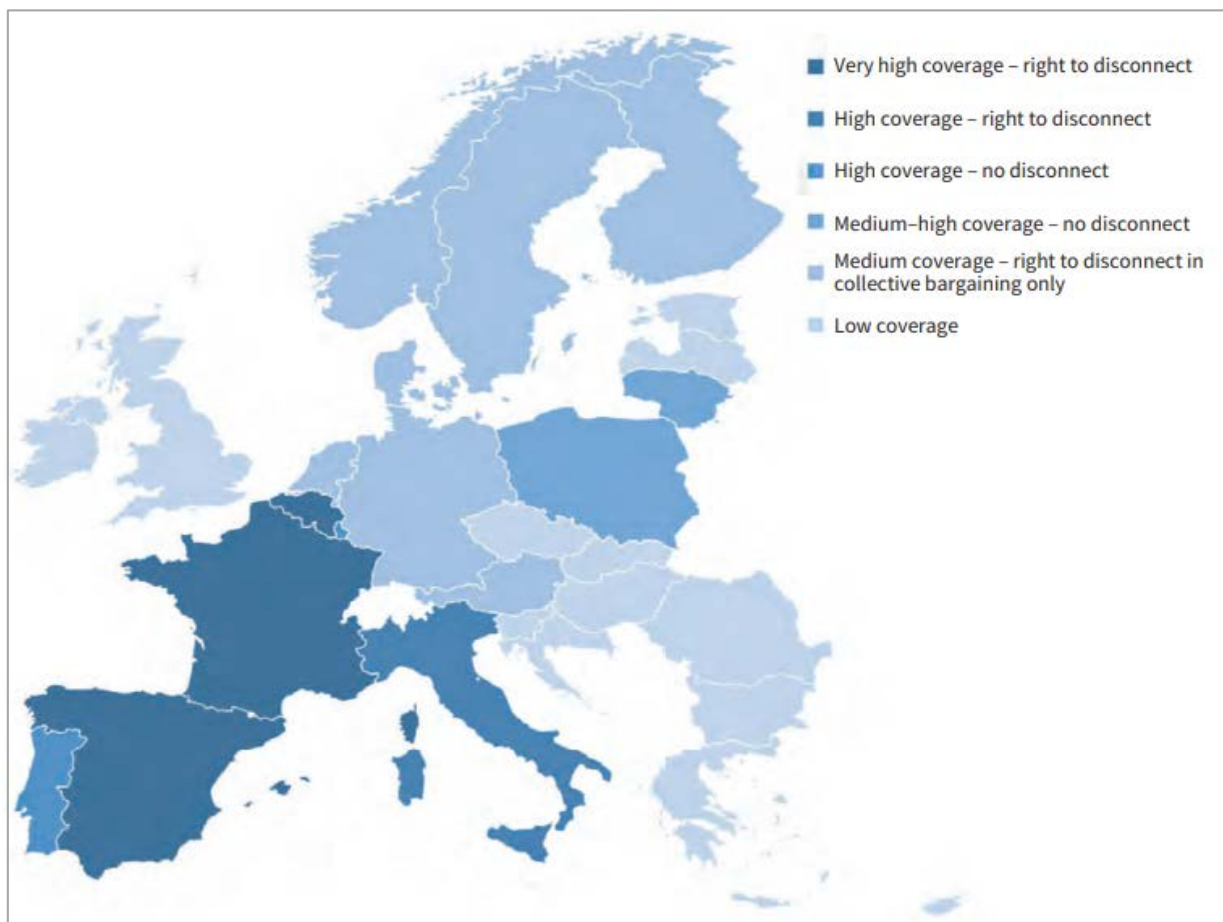 Very high coverage – right to disconnect
High coverage – right to disconnect
High coverage – no disconnect
Medium–high coverage – no disconnect
Medium coverage – right to disconnect in
collective bargaining only
Low coverage